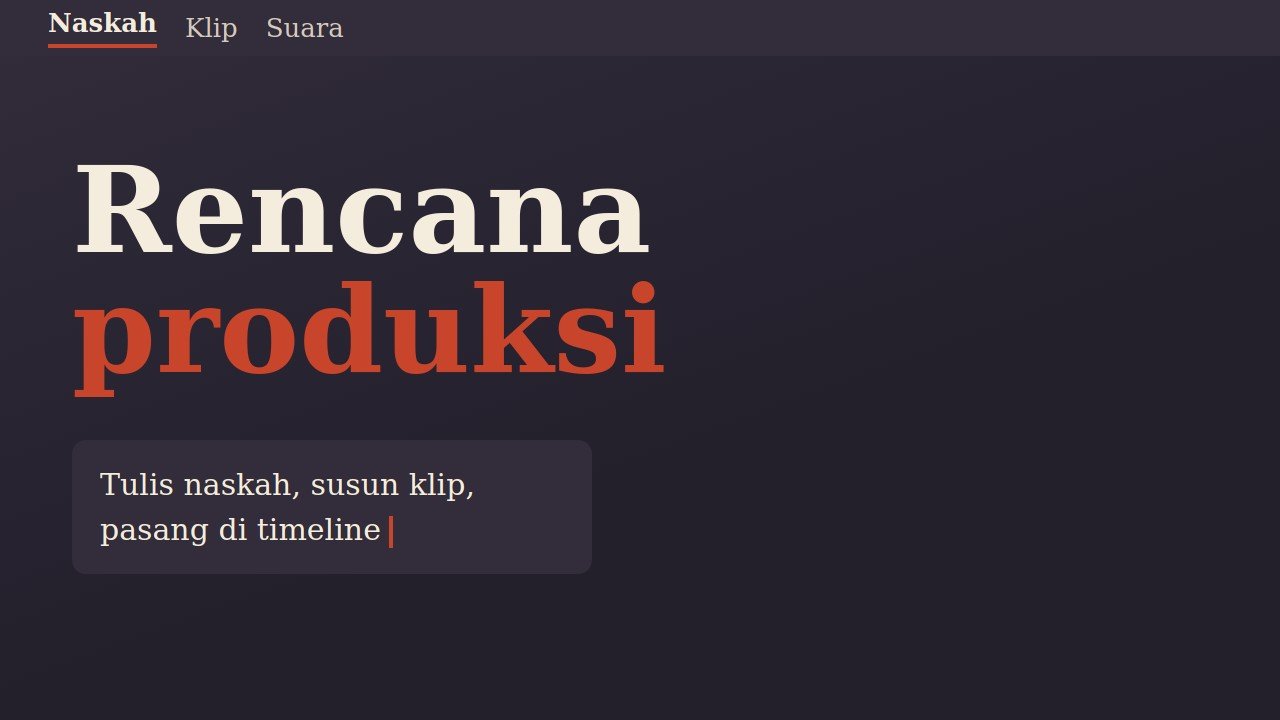 Naskah Klip Suara
Rencana
produksi
Tulis naskah, susun klip,
pasang di timeline